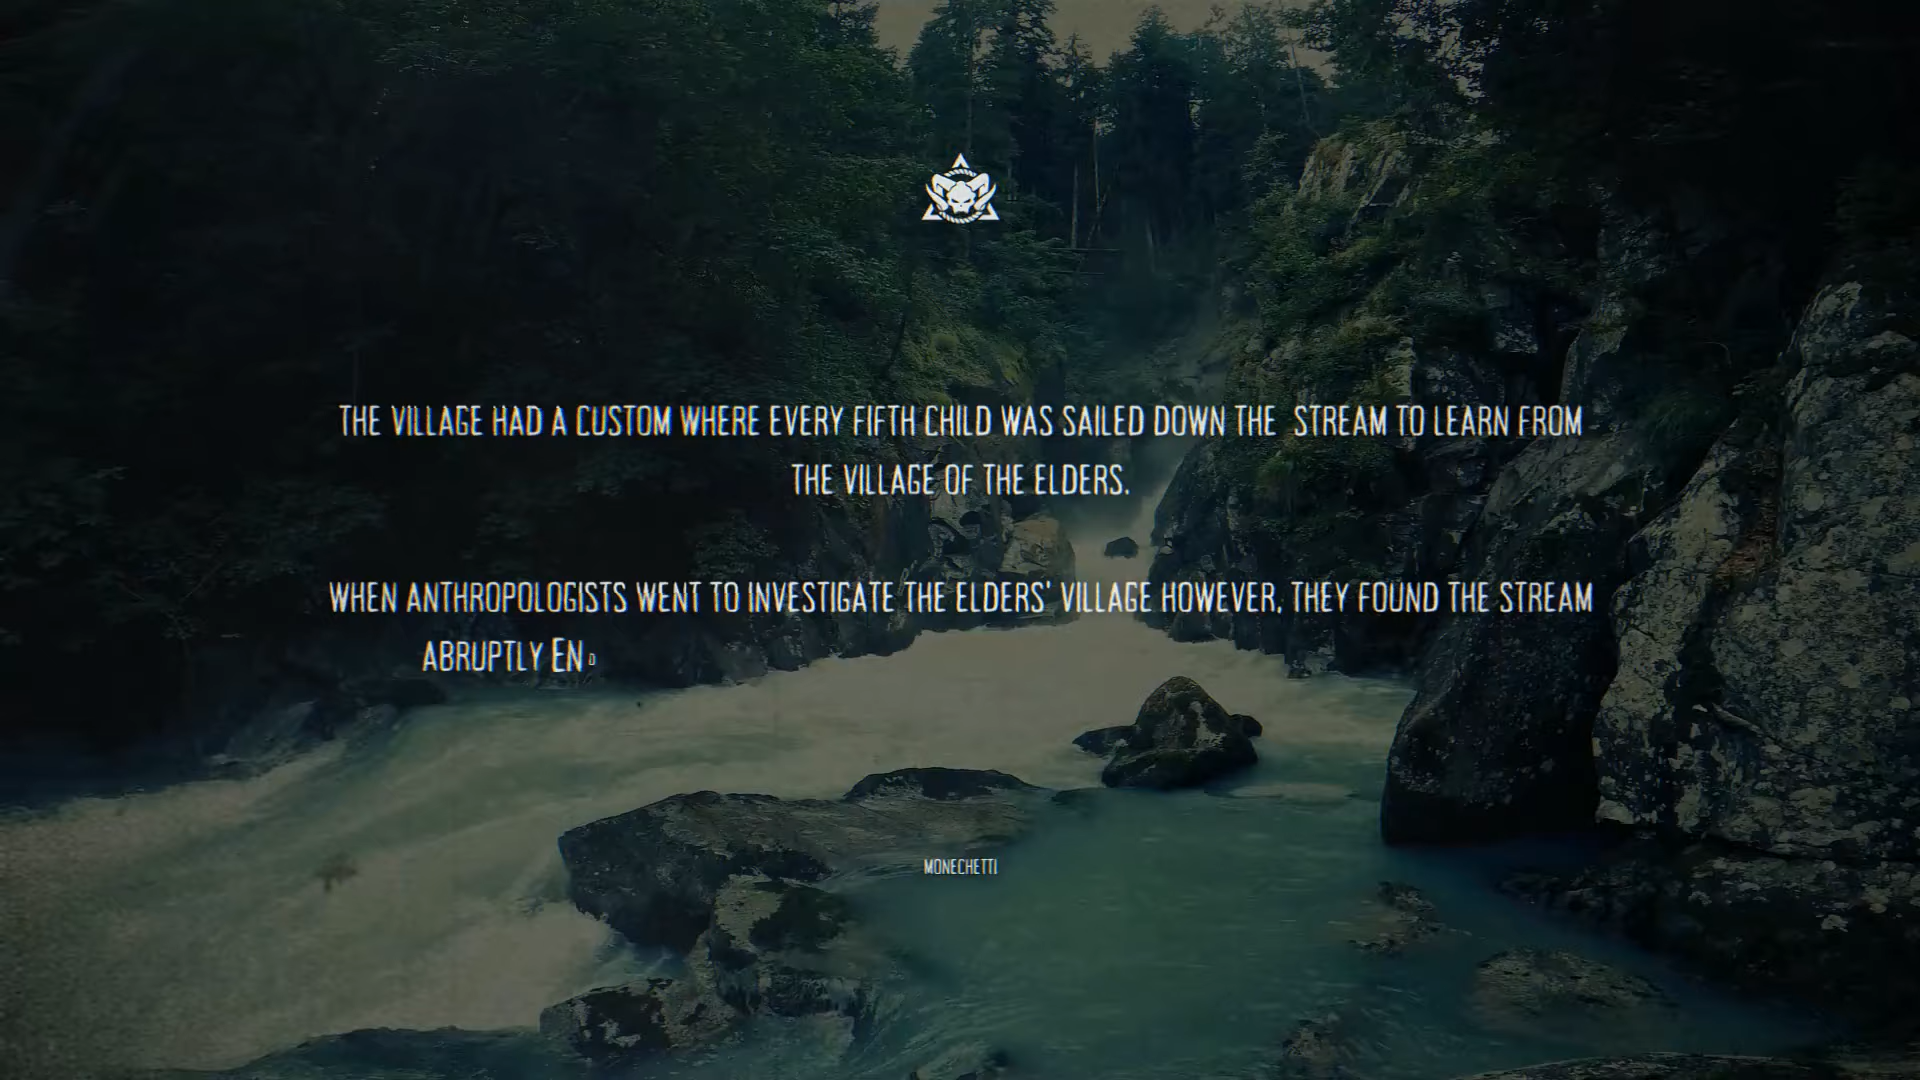 THE VILLAGE HAD A CUSTOM WHERE EVERY FIFTH CHILD WAS SAILED DOWN THE STREAM TO LEARN FROM
THE VILLAGE OF THE ELDERS.
WHEN ANTHROPOLOGISTS WENT TO INVESTIGATE THE ELDERS' VILLAGE HOWEVER, THEY FOUND THE STREAM
ABRUPTLY END
MONECHETTI